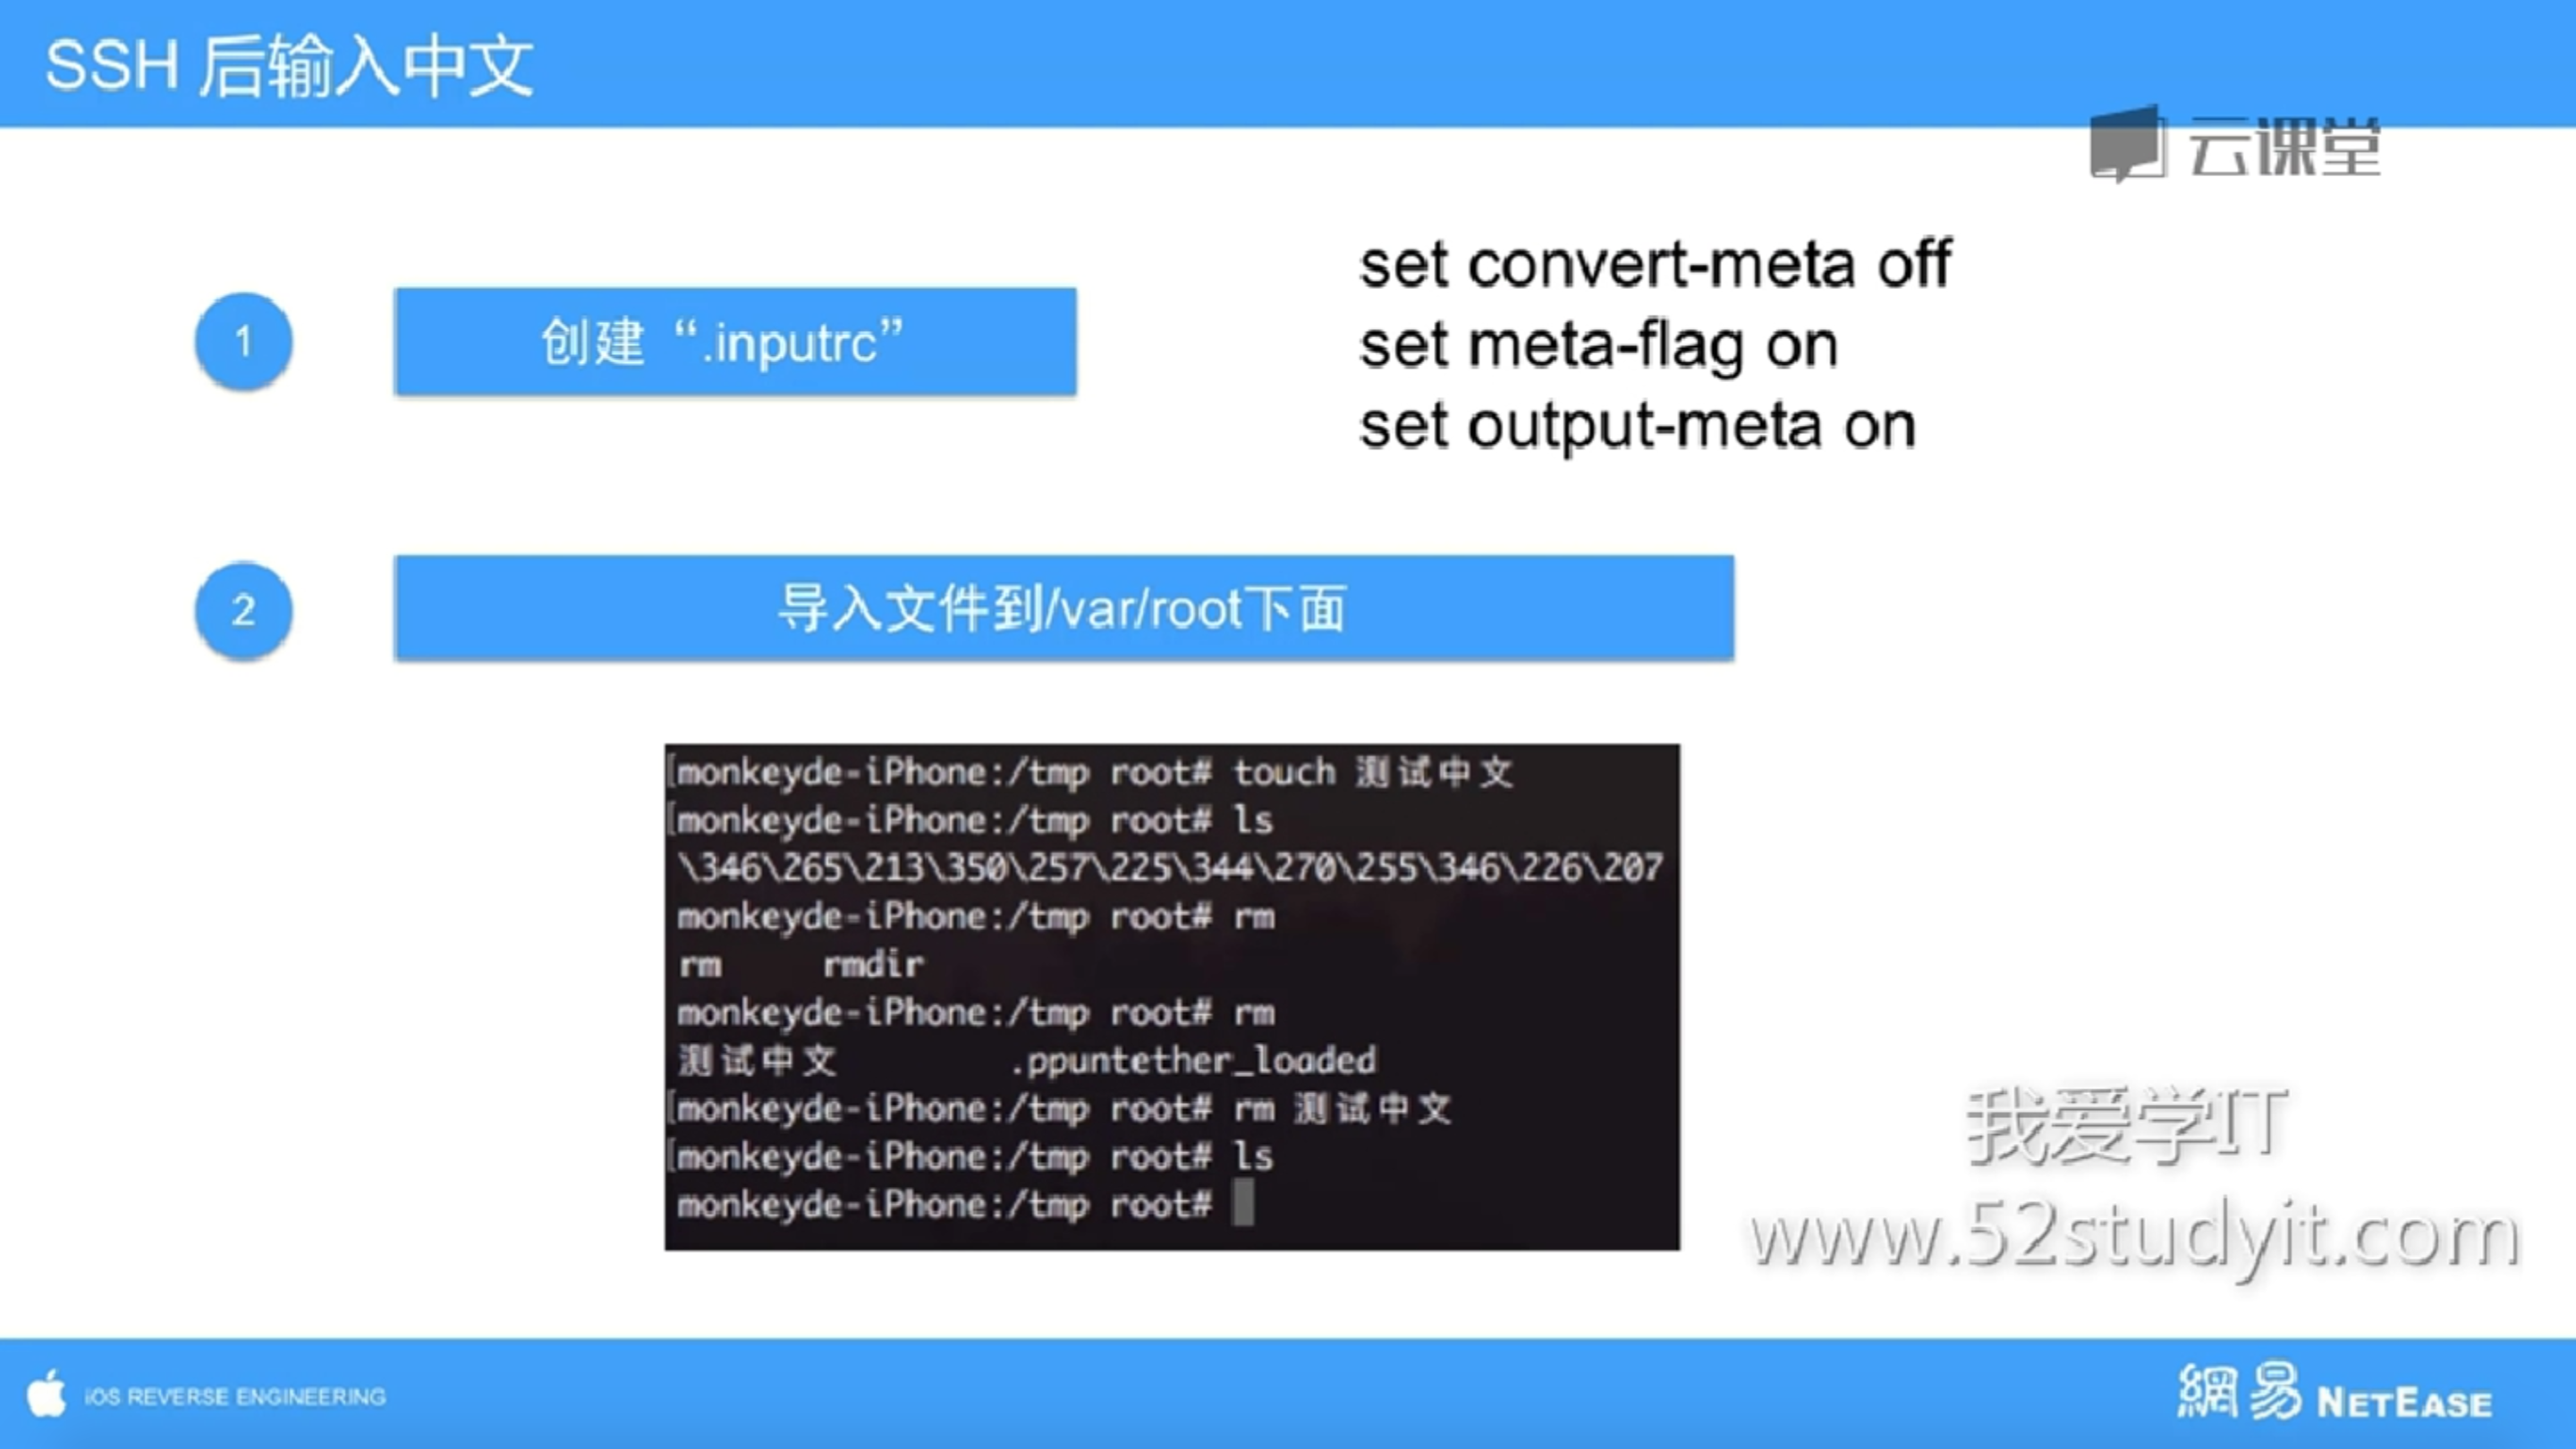 SSH 后输入中文
云课堂
1
创建 “.inputrc”
set convert-meta off
set meta-flag on
set output-meta on
2
导入文件到/var/root下面
[monkeyde-iPhone:/tmp root# touch 测试中文
[monkeyde-iPhone:/tmp root# ls
\346\265\213\350\257\225\344\270\255\346\226\207
monkeyde-iPhone:/tmp root# rm
rm     rmdir
monkeyde-iPhone:/tmp root# rm
测试中文        .ppuntether_loaded
[monkeyde-iPhone:/tmp root# rm 测试中文
[monkeyde-iPhone:/tmp root# ls
monkeyde-iPhone:/tmp root#
我爱学IT
www.52studyit.com
iOS REVERSE ENGINEERING
網易 NETEASE